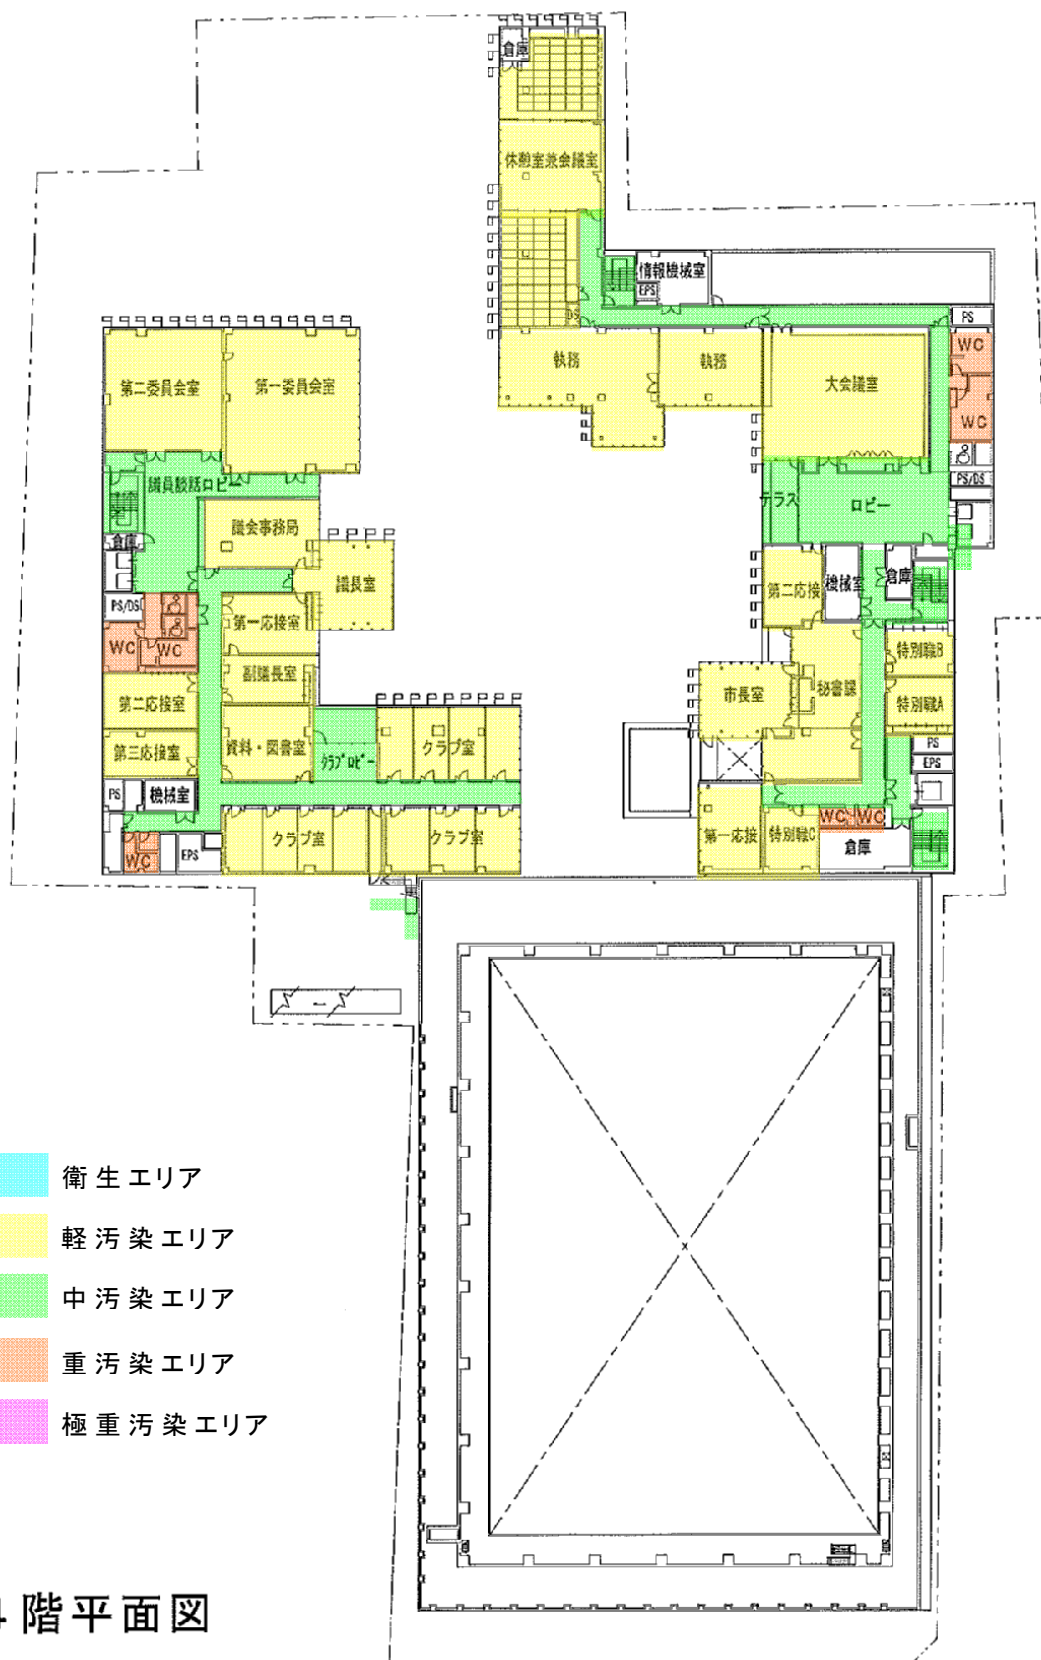 倉庫
休憩室兼会議室
情報機械室
EPS
DS
PS
WC
執務
執務
大会議室
WC
第二委員会室
第一委員会室
議員談話ロビー
PS/DS
テラス
ロビー
議会事務局
倉庫
議長室
第二応接
機械室
倉庫
PS/DS
第一応接室
WC
WC
特別職B
副議長室
市長室
秘書課
第二応接室
特別職A
資料・図書室
クラブロビー
クラブ室
第三応接室
PS
EPS
PS
機械室
WC
WC
クラブ室
クラブ室
第一応接
特別職C
倉庫
WC
EPS
衛生エリア
軽汚染エリア
中汚染エリア
重汚染エリア
極重汚染エリア
階平面図